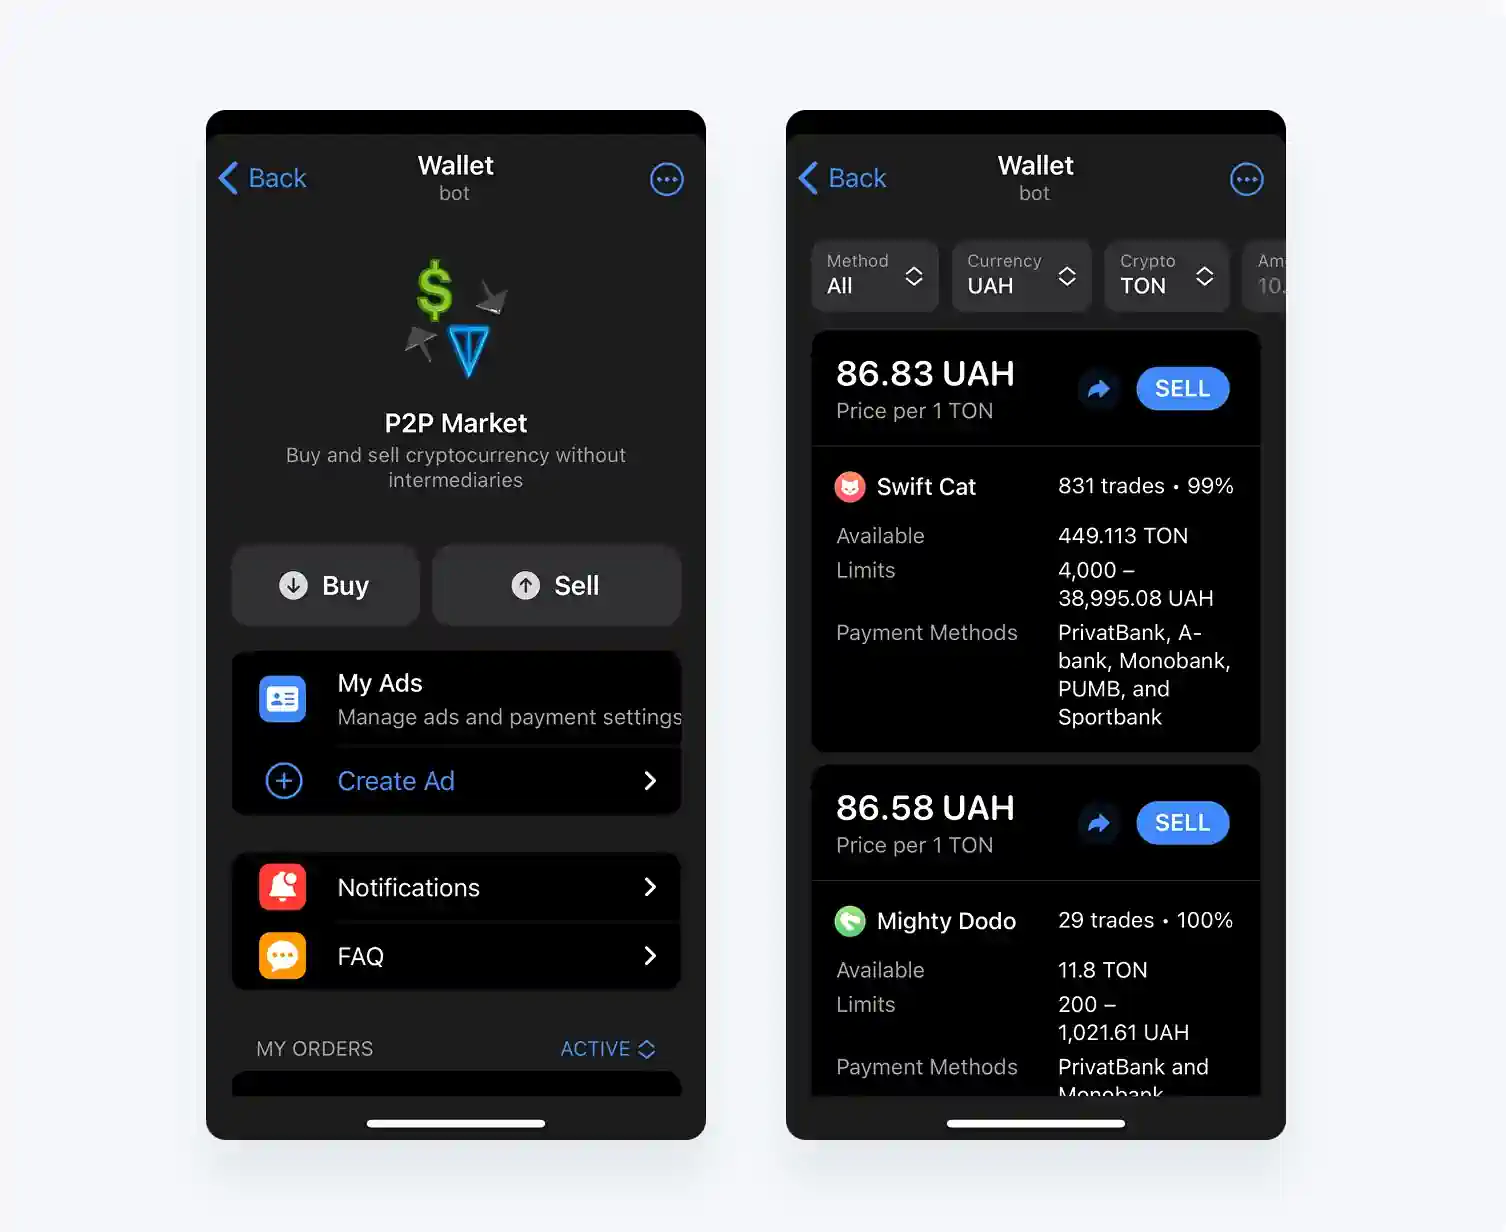 Back
Wallet
bot
P2P Market
Buy and sell cryptocurrency without
intermediaries
Buy
Sell
My Ads
Manage ads and payment settings
Create Ad
Notifications
FAQ
MY ORDERS
ACTIVE
Back
Wallet
bot
Method
All
Currency
UAH
Crypto
TON
Am
10.
86.83 UAH
Price per 1 TON
SELL
Swift Cat
831 trades • 99%
Available
449.113 TON
Limits
4,000 –
38,995.08 UAH
Payment Methods
PrivatBank, A-
bank, Monobank,
PUMB, and
Sportbank
86.58 UAH
Price per 1 TON
SELL
Mighty Dodo
29 trades • 100%
Available
11.8 TON
Limits
200 –
1,021.61 UAH
Payment Methods
PrivatBank and
Monobank